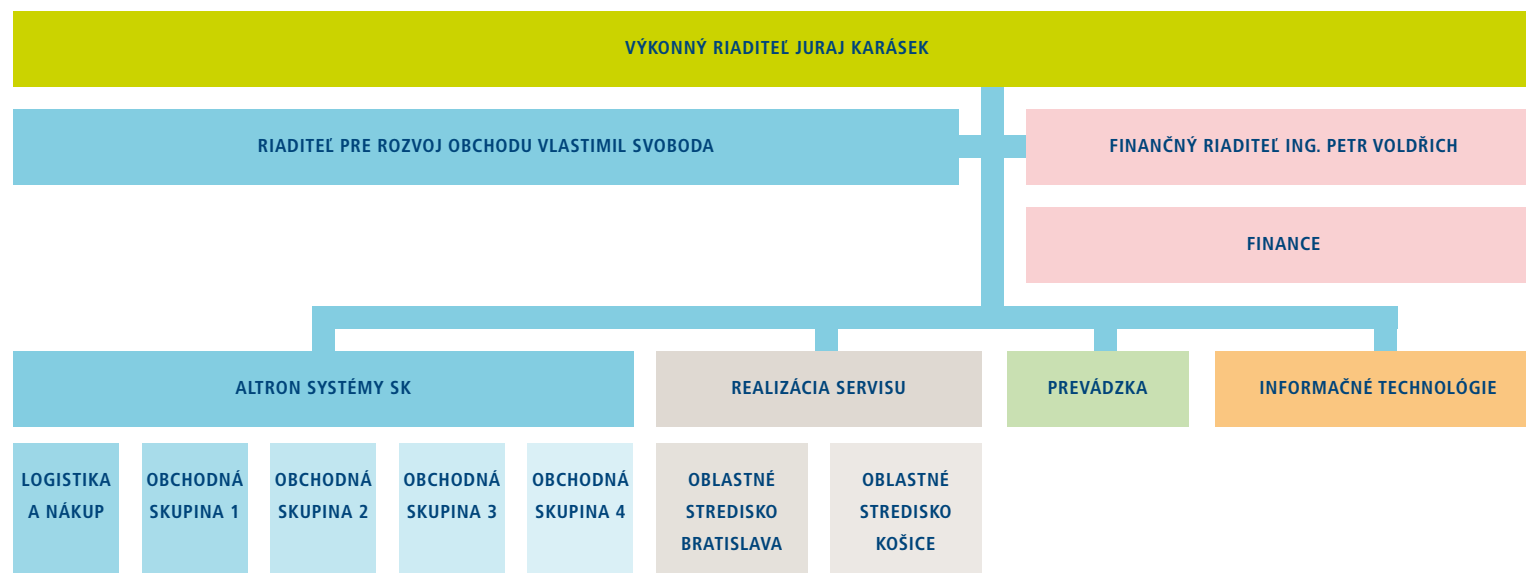 VÝKONNÝ RIADITEĽ JURAJ KARÁSEK
RIADITEĽ PRE ROZVOJ OBCHODU VLASTIMIL SVOBODA
FINANČNÝ RIADITEĽ ING. PETR VOLDŘICH
FINANCE
ALTRON SYSTÉMY SK
REALIZÁCIA SERVISU
PREVÁDZKA
INFORMAČNÉ TECHNOLÓGIE
LOGISTIKA
A NÁKUP
OBCHODNÁ
SKUPINA 1
OBCHODNÁ
SKUPINA 2
OBCHODNÁ
SKUPINA 3
OBCHODNÁ
SKUPINA 4
OBLASTNÉ
STREDISKO
BRATISLAVA
OBLASTNÉ
STREDISKO
KOŠICE